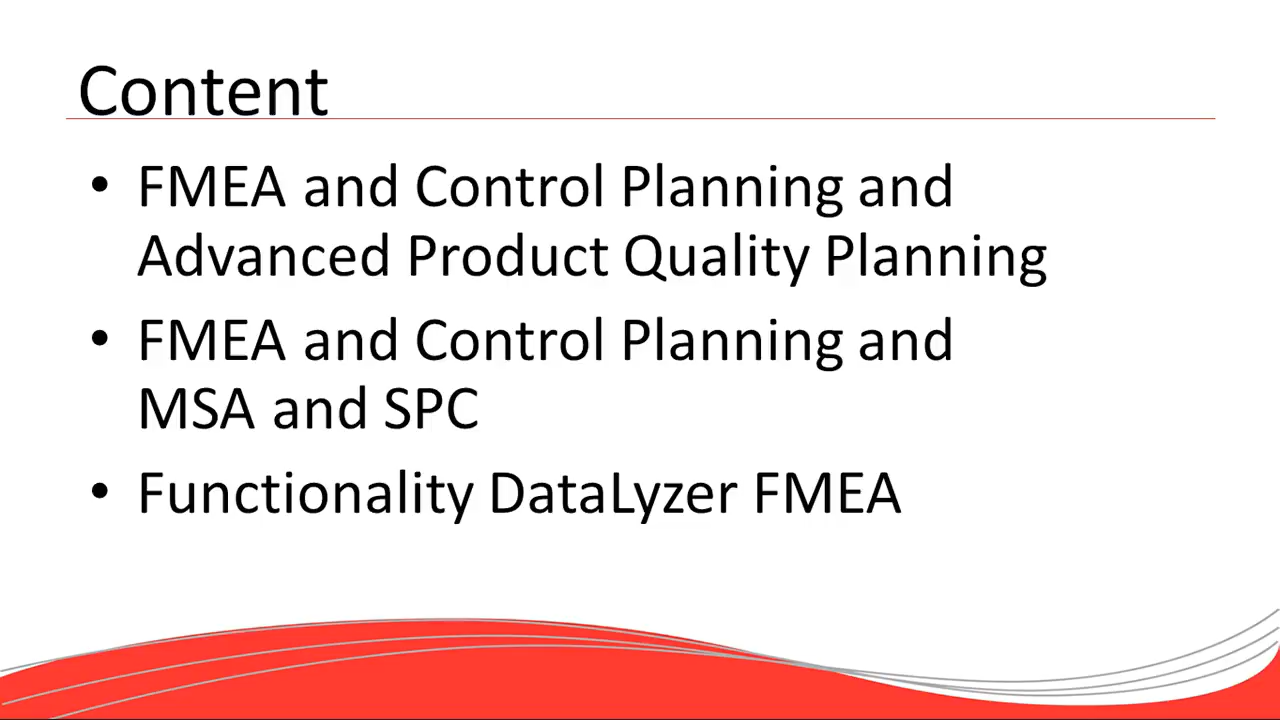 Content
• FMEA and Control Planning and
Advanced Product Quality Planning
• FMEA and Control Planning and
MSA and SPC
• Functionality DataLyzer FMEA